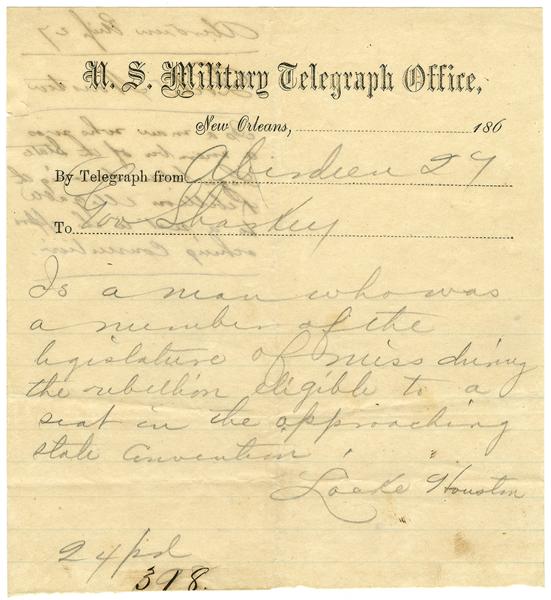 U. S. Military Telegraph Office,
New Orleans, 186
By Telegraph from Aberdeen 27
To Gov Sharkey
Is a man who was
a member of the
legislature of Miss during
the rebellion eligible to a
seat in the approaching
state convention
Houston
24 pd
398.